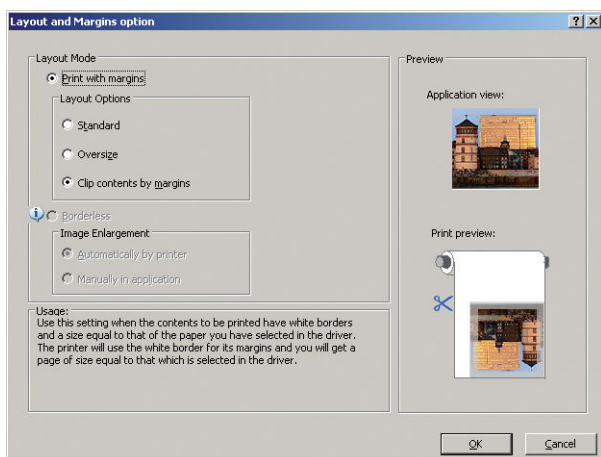 Layout and Margins option
Layout Mode
Print with margins
Layout Options
Standard
Oversize
Clip contents by margins
Borderless
Image Enlargement
Automatically by printer
Manually in application
Usage:
Use this setting when the contents to be printed have white borders
and a size equal to that of the paper you have selected in the driver.
The printer will use the white border for its margins and you will get a
page of size equal to that which is selected in the driver.
Preview
Application view:
Print preview:
OK
Cancel